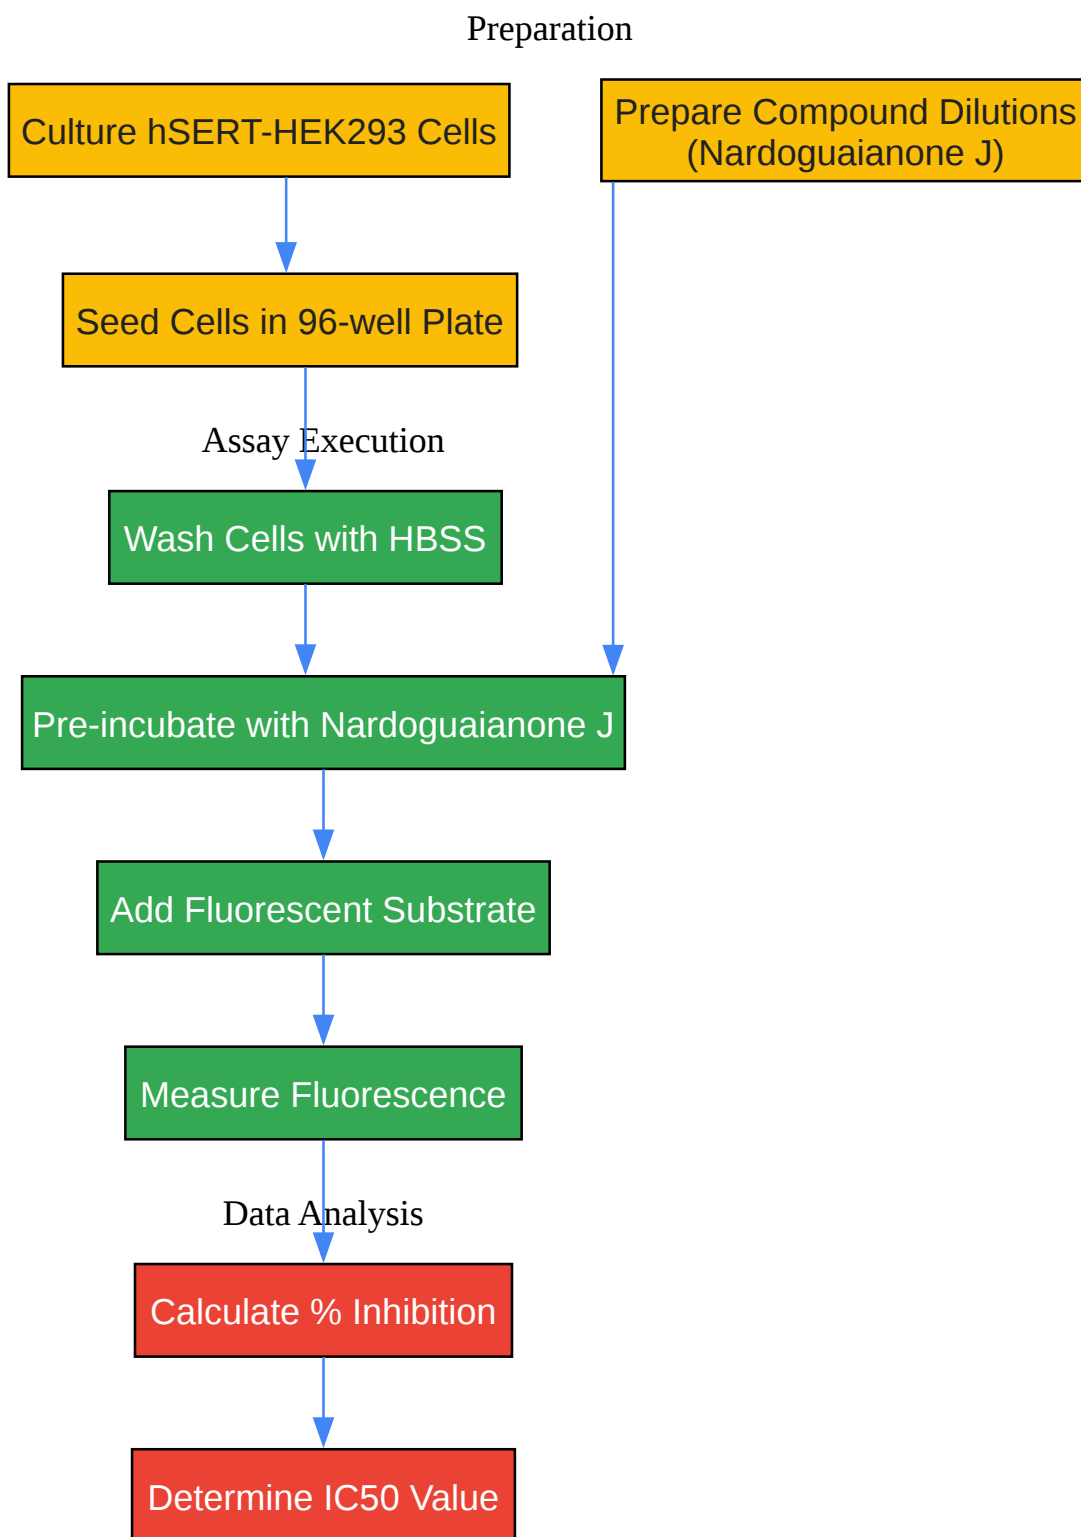 Preparation
Culture hSERT-HEK293 Cells
Prepare Compound Dilutions
(Nardoguaianone J)
Seed Cells in 96-well Plate
Assay Execution
Wash Cells with HBSS
Pre-incubate with Nardoguaianone J
Add Fluorescent Substrate
Measure Fluorescence
Data Analysis
Calculate % Inhibition
Determine IC50 Value